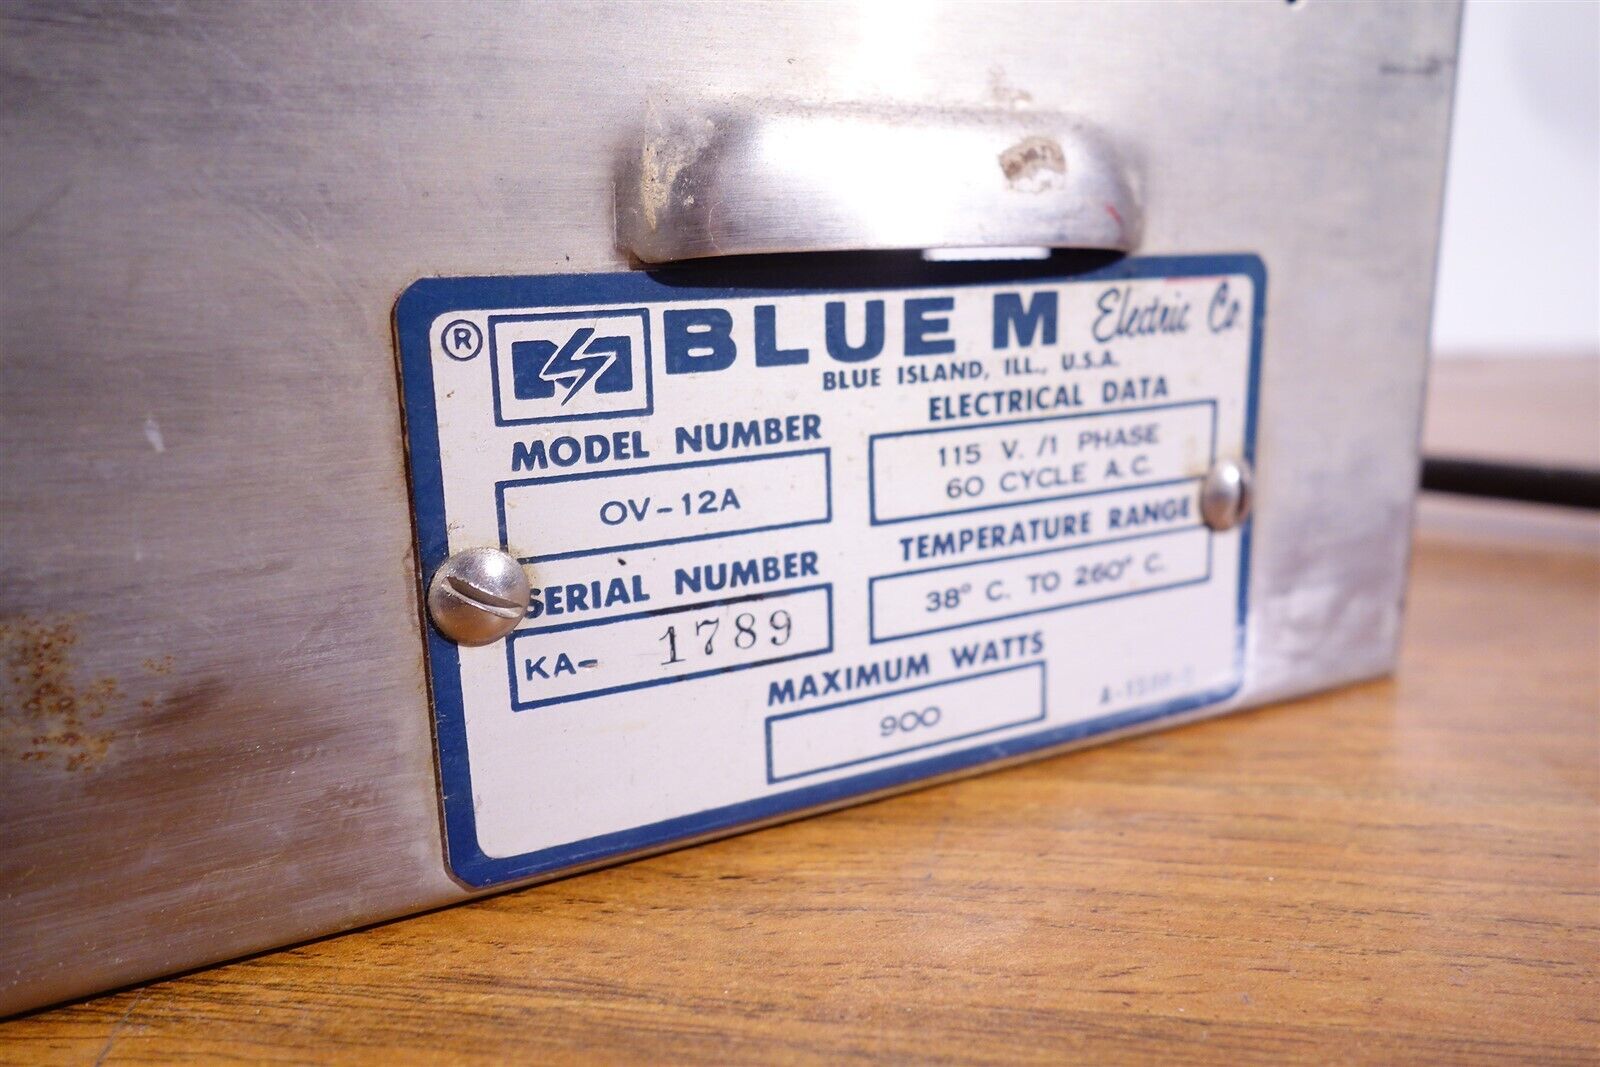 ®
BLUE M Electric Co.
BLUE ISLAND, ILL., U.S.A.
MODEL NUMBER
OV-12A
SERIAL NUMBER
KA- 1789
ELECTRICAL DATA
115 V. /1 PHASE
60 CYCLE A.C.
TEMPERATURE RANGE
38° C. TO 260° C.
MAXIMUM WATTS
900